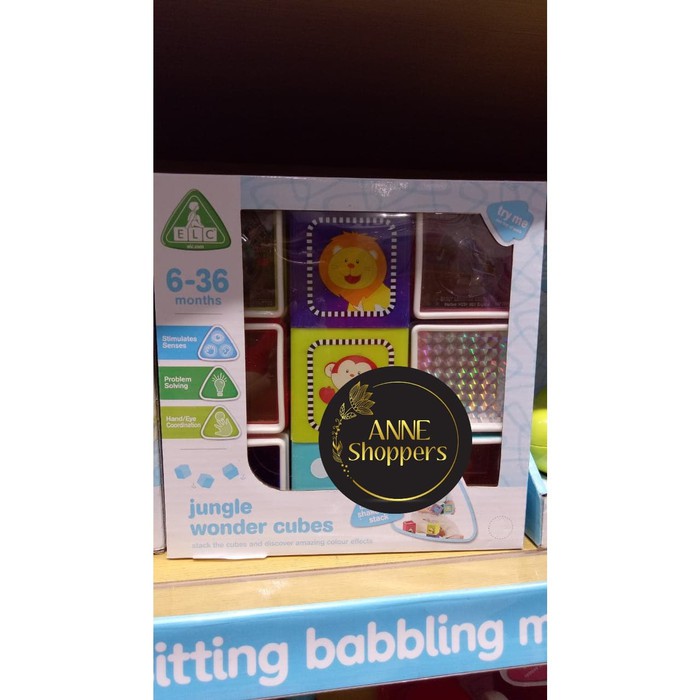 try me
ELC
6-36
months
Stimulates
Senses
Problem
Solving
Hand/Eye
Coordination
ANNE
Shoppers
stack
jungle
wonder cubes
stack the cubes and discover amazing colour effects
itting babbling m